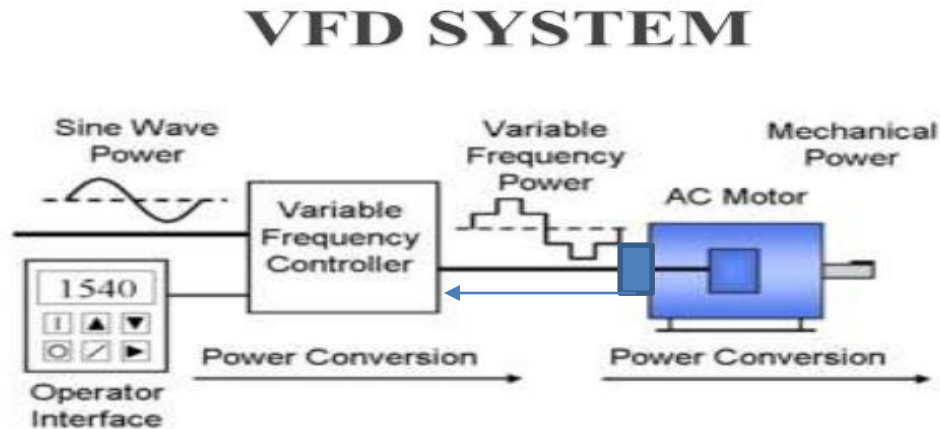 VFD SYSTEM
Sine Wave
Power
Variable
Frequency
Power
Mechanical
Power
AC Motor
Variable
Frequency
Controller
1540
Power Conversion
Power Conversion
Operator
Interface